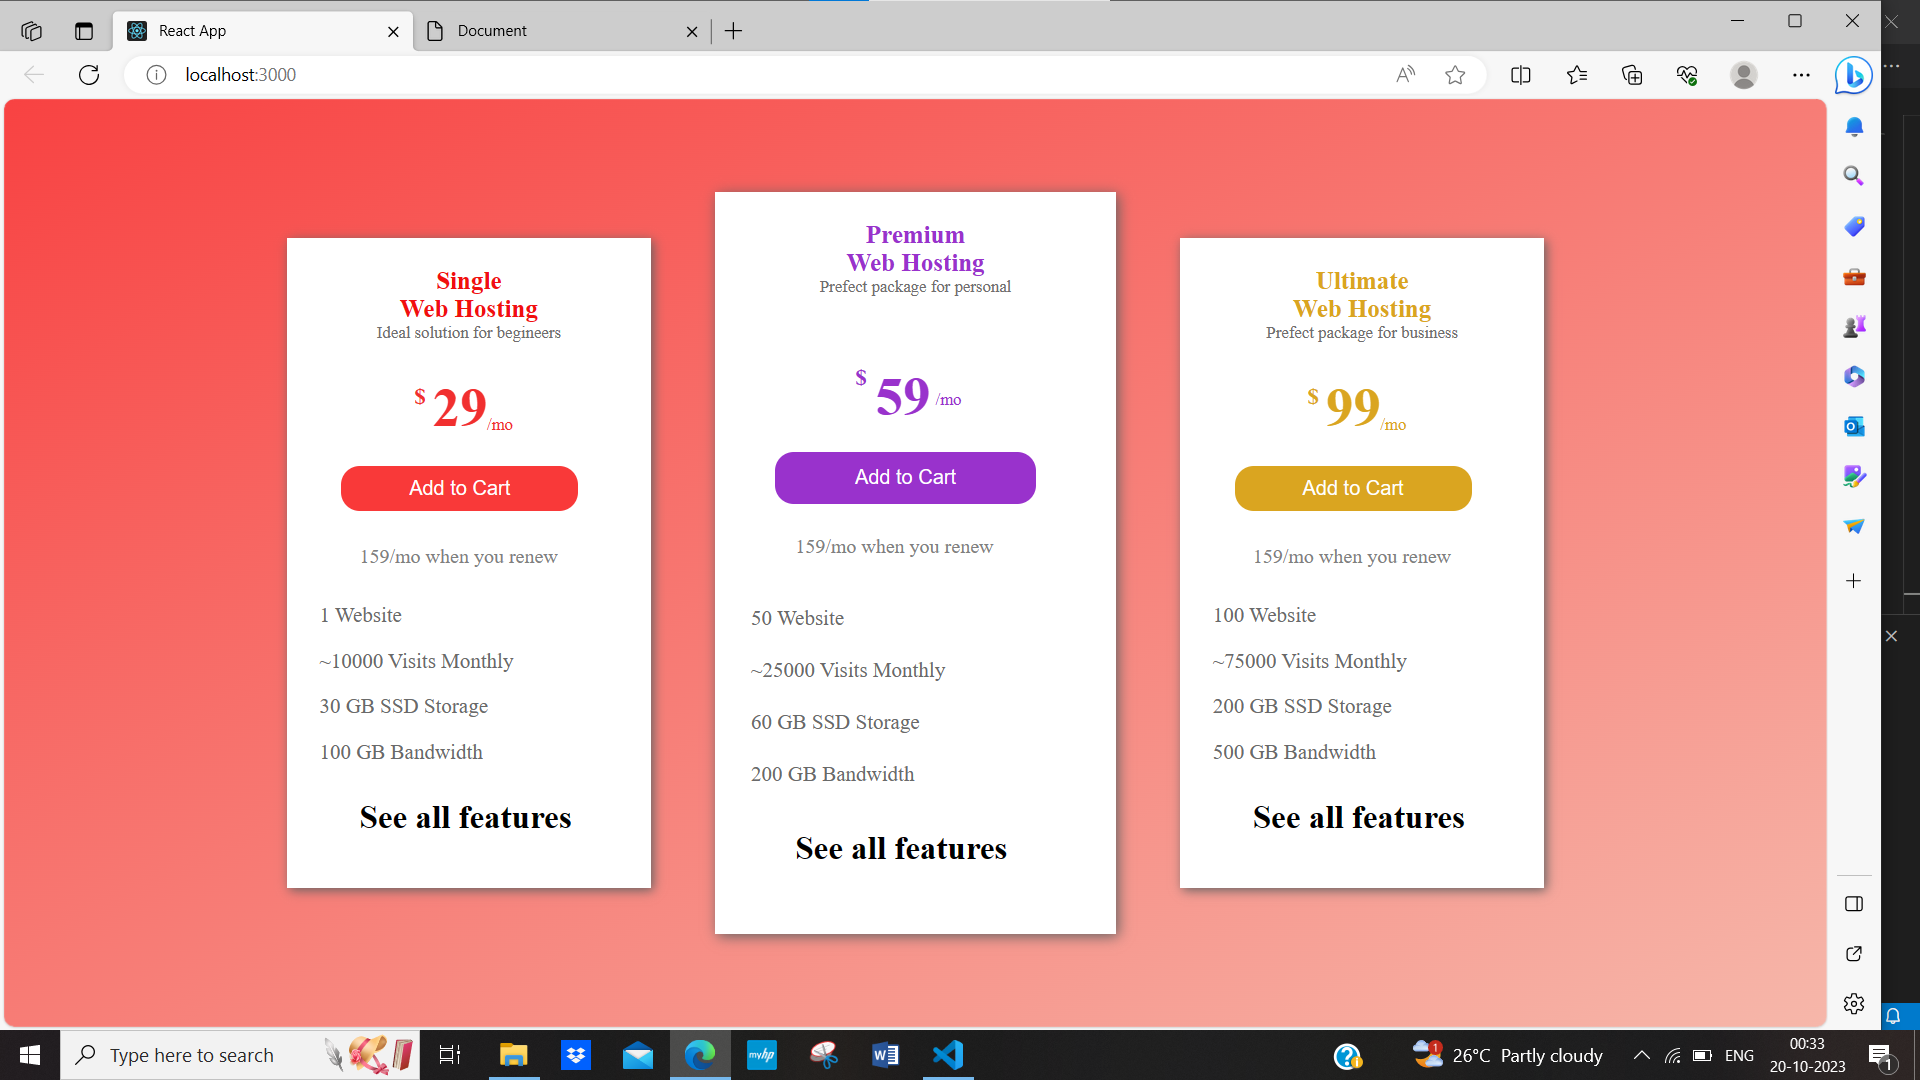 React App
Document
localhost:3000
Single
Web Hosting
Ideal solution for begineers
$ 29/mo
Add to Cart
159/mo when you renew
1 Website
~10000 Visits Monthly
30 GB SSD Storage
100 GB Bandwidth
See all features
Premium
Web Hosting
Prefect package for personal
$ 59 /mo
Add to Cart
159/mo when you renew
50 Website
~25000 Visits Monthly
60 GB SSD Storage
200 GB Bandwidth
See all features
Ultimate
Web Hosting
Prefect package for business
$ 99/mo
Add to Cart
159/mo when you renew
100 Website
~75000 Visits Monthly
200 GB SSD Storage
500 GB Bandwidth
See all features
Type here to search
myhp
1
26°C Partly cloudy
ENG
00:33
20-10-2023
1